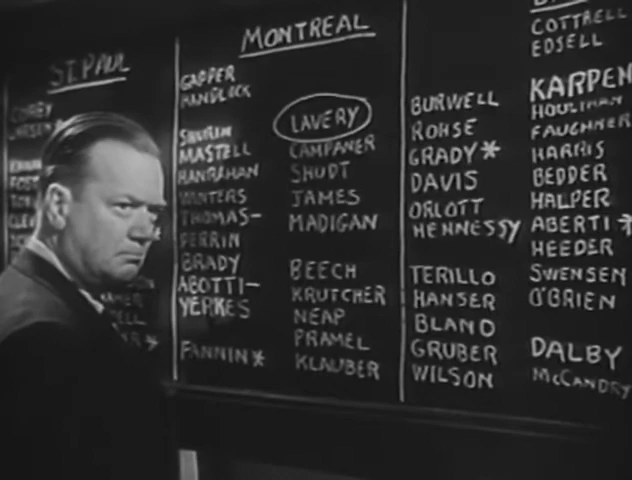 ST. PAUL
MONTREAL
GAPPER
HANDLOCK
SHURIN
MASTELL
HANRAHAN
WINTERS
THOMAS-
PERRIN
BRADY
ABOTTI-
YERKES
FANNIN*
LAVERY
CAMPANER
SHUDT
JAMES
MADIGAN
BEECH
KRUTCHER
NEAP
PRAMEL
KLAUBER
BURWELL
ROHSE
GRADY*
DAVIS
ORLOTT
HENNESSY
TERILLO
HANSER
BLAND
GRUBER
WILSON
COTTRELL
EDSELL
KARPEN
HOULIHAN
FAUGHNER
HARRIS
BEDDER
HALPER
ABERTI*
HEEDER
SWENSEN
O'BRIEN
DALBY
McCANDRY